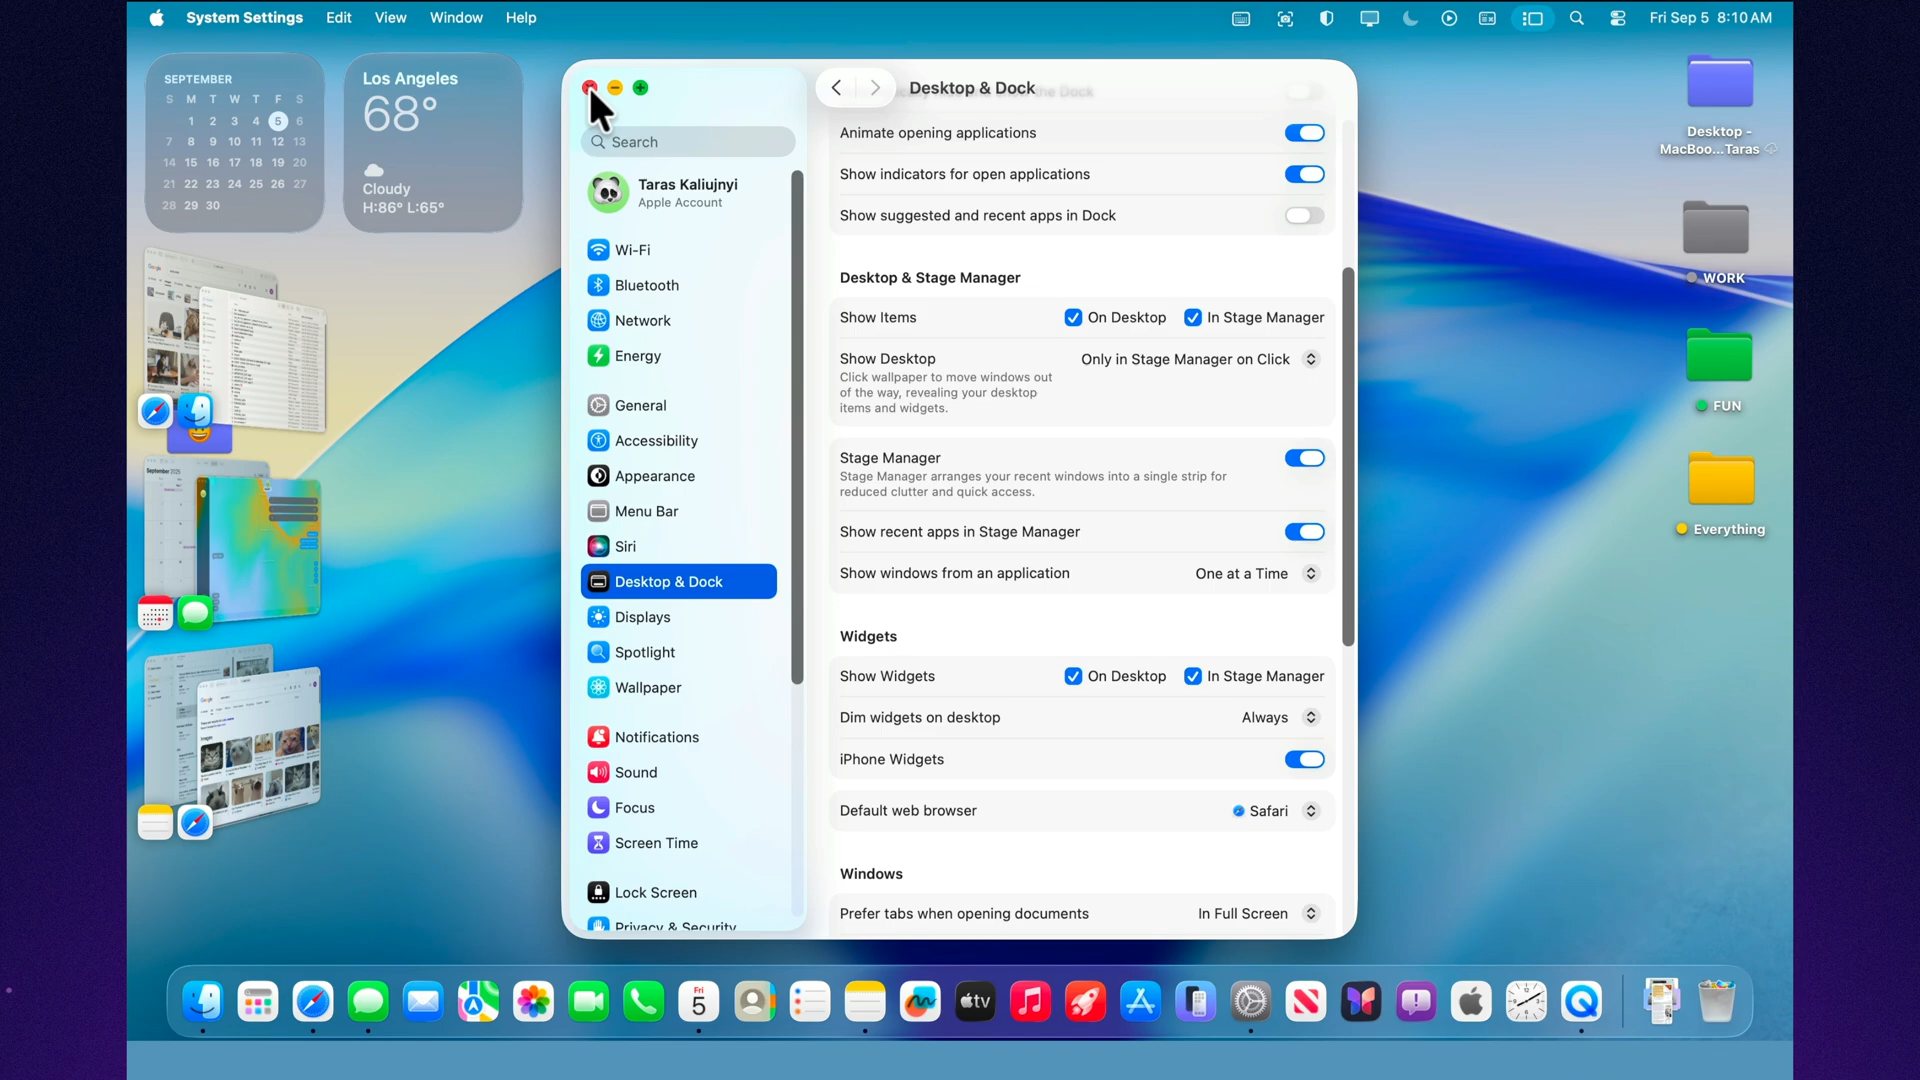 System Settings Edit View Window Help
Fri Sep 5 8:10 AM
SEPTEMBER
S M T W T F S
1 2 3 4 5 6
7 8 9 10 11 12 13
14 15 16 17 18 19 20
21 22 23 24 25 26 27
28 29 30
Los Angeles
68°
Cloudy
H:86° L:65°
Desktop -
MacBoo...Taras
WORK
FUN
Everything
Search
Taras Kaliujnyi
Apple Account
Wi-Fi
Bluetooth
Network
Energy
General
Accessibility
Appearance
Menu Bar
Siri
Desktop & Dock
Displays
Spotlight
Wallpaper
Notifications
Sound
Focus
Screen Time
Lock Screen
Privacy & Security
Desktop & Dock
Animate opening applications
Show indicators for open applications
Show suggested and recent apps in Dock
Desktop & Stage Manager
Show Items On Desktop In Stage Manager
Show Desktop Only in Stage Manager on Click
Click wallpaper to move windows out
of the way, revealing your desktop
items and widgets.
Stage Manager
Stage Manager arranges your recent windows into a single strip for
reduced clutter and quick access.
Show recent apps in Stage Manager
Show windows from an application One at a Time
Widgets
Show Widgets On Desktop In Stage Manager
Dim widgets on desktop Always
iPhone Widgets
Default web browser Safari
Windows
Prefer tabs when opening documents In Full Screen
Fri
5
tv